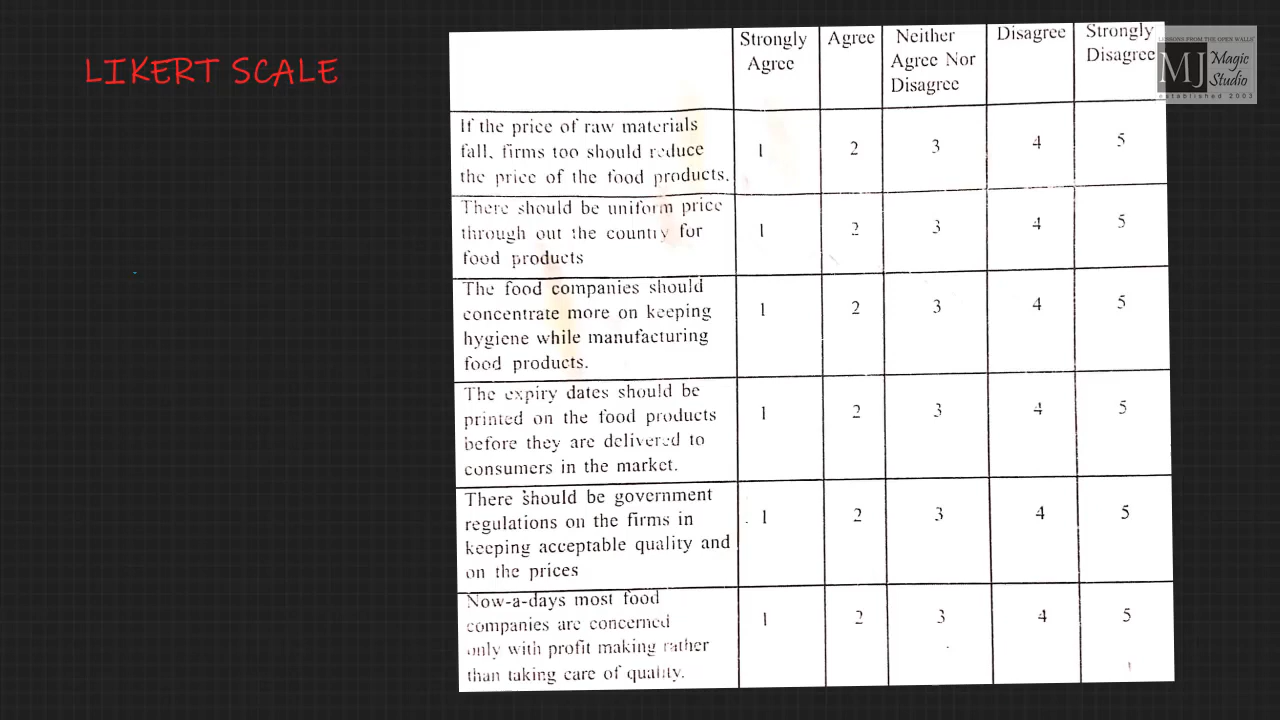 LIKERT SCALE
LESSONS FROM THE OPEN WALLS
MJ Magic
Studio
established 2003
Strongly Agree Neither Disagree Strongly
Agree Agree Nor Disagree
Disagree
If the price of raw materials
fall, firms too should reduce 1 2 3 4 5
the price of the food products.
There should be uniform price
through out the country for 1 2 3 4 5
food products
The food companies should
concentrate more on keeping 1 2 3 4 5
hygiene while manufacturing
food products.
The expiry dates should be
printed on the food products 1 2 3 4 5
before they are delivered to
consumers in the market.
There should be government
regulations on the firms in 1 2 3 4 5
keeping acceptable quality and
on the prices
Now-a-days most food
companies are concerned 1 2 3 4 5
only with profit making rather
than taking care of quality.